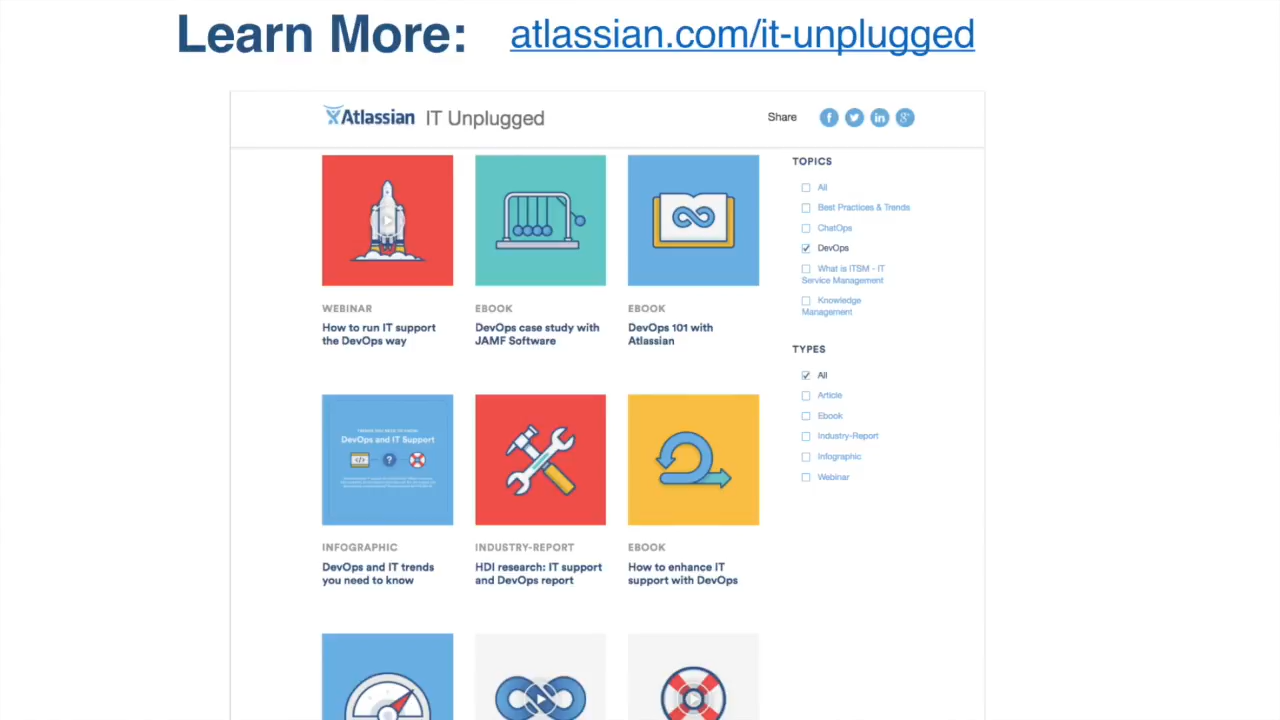 Learn More: atlassian.com/it-unplugged
Atlassian IT Unplugged
Share
WEBINAR
How to run IT support
the DevOps way
EBOOK
DevOps case study with
JAMF Software
EBOOK
DevOps 101 with
Atlassian
DevOps and IT Support
INFOGRAPHIC
DevOps and IT trends
you need to know
INDUSTRY-REPORT
HDI research: IT support
and DevOps report
EBOOK
How to enhance IT
support with DevOps
TOPICS
All
Best Practices & Trends
ChatOps
DevOps
What is ITSM - IT
Service Management
Knowledge
Management
TYPES
All
Article
Ebook
Industry-Report
Infographic
Webinar